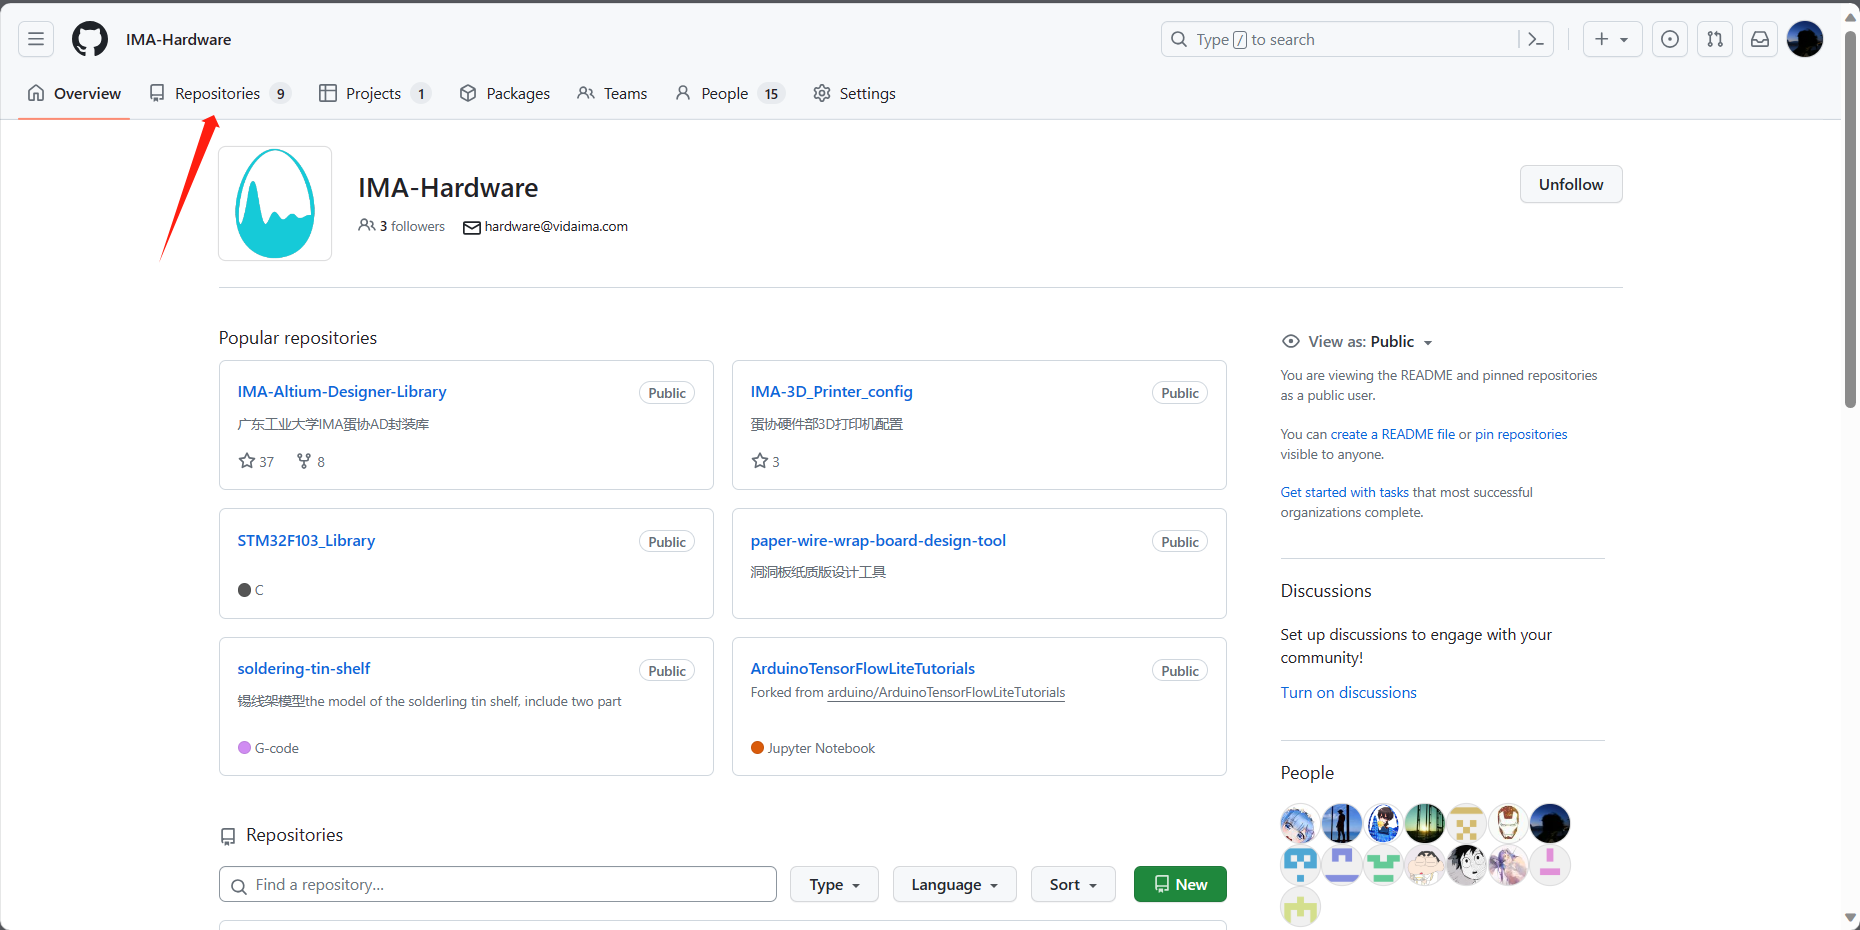 IMA-Hardware
Type / to search
Overview
Repositories 9
Projects 1
Packages
Teams
People 15
Settings
IMA-Hardware
3 followers
hardware@vidaima.com
Unfollow
Popular repositories
IMA-Altium-Designer-Library
Public
广东工业大学IMA蛋协AD封装库
37
8
IMA-3D_Printer_config
Public
蛋协硬件部3D打印机配置
3
STM32F103_Library
Public
C
paper-wire-wrap-board-design-tool
Public
洞洞板纸质版设计工具
soldering-tin-shelf
Public
锡线架模型the model of the solderling tin shelf, include two part
G-code
ArduinoTensorFlowLiteTutorials
Public
Forked from arduino/ArduinoTensorFlowLiteTutorials
Jupyter Notebook
Repositories
Find a repository...
Type
Language
Sort
New
View as: Public
You are viewing the README and pinned repositories
as a public user.
You can create a README file or pin repositories
visible to anyone.
Get started with tasks that most successful
organizations complete.
Discussions
Set up discussions to engage with your
community!
Turn on discussions
People